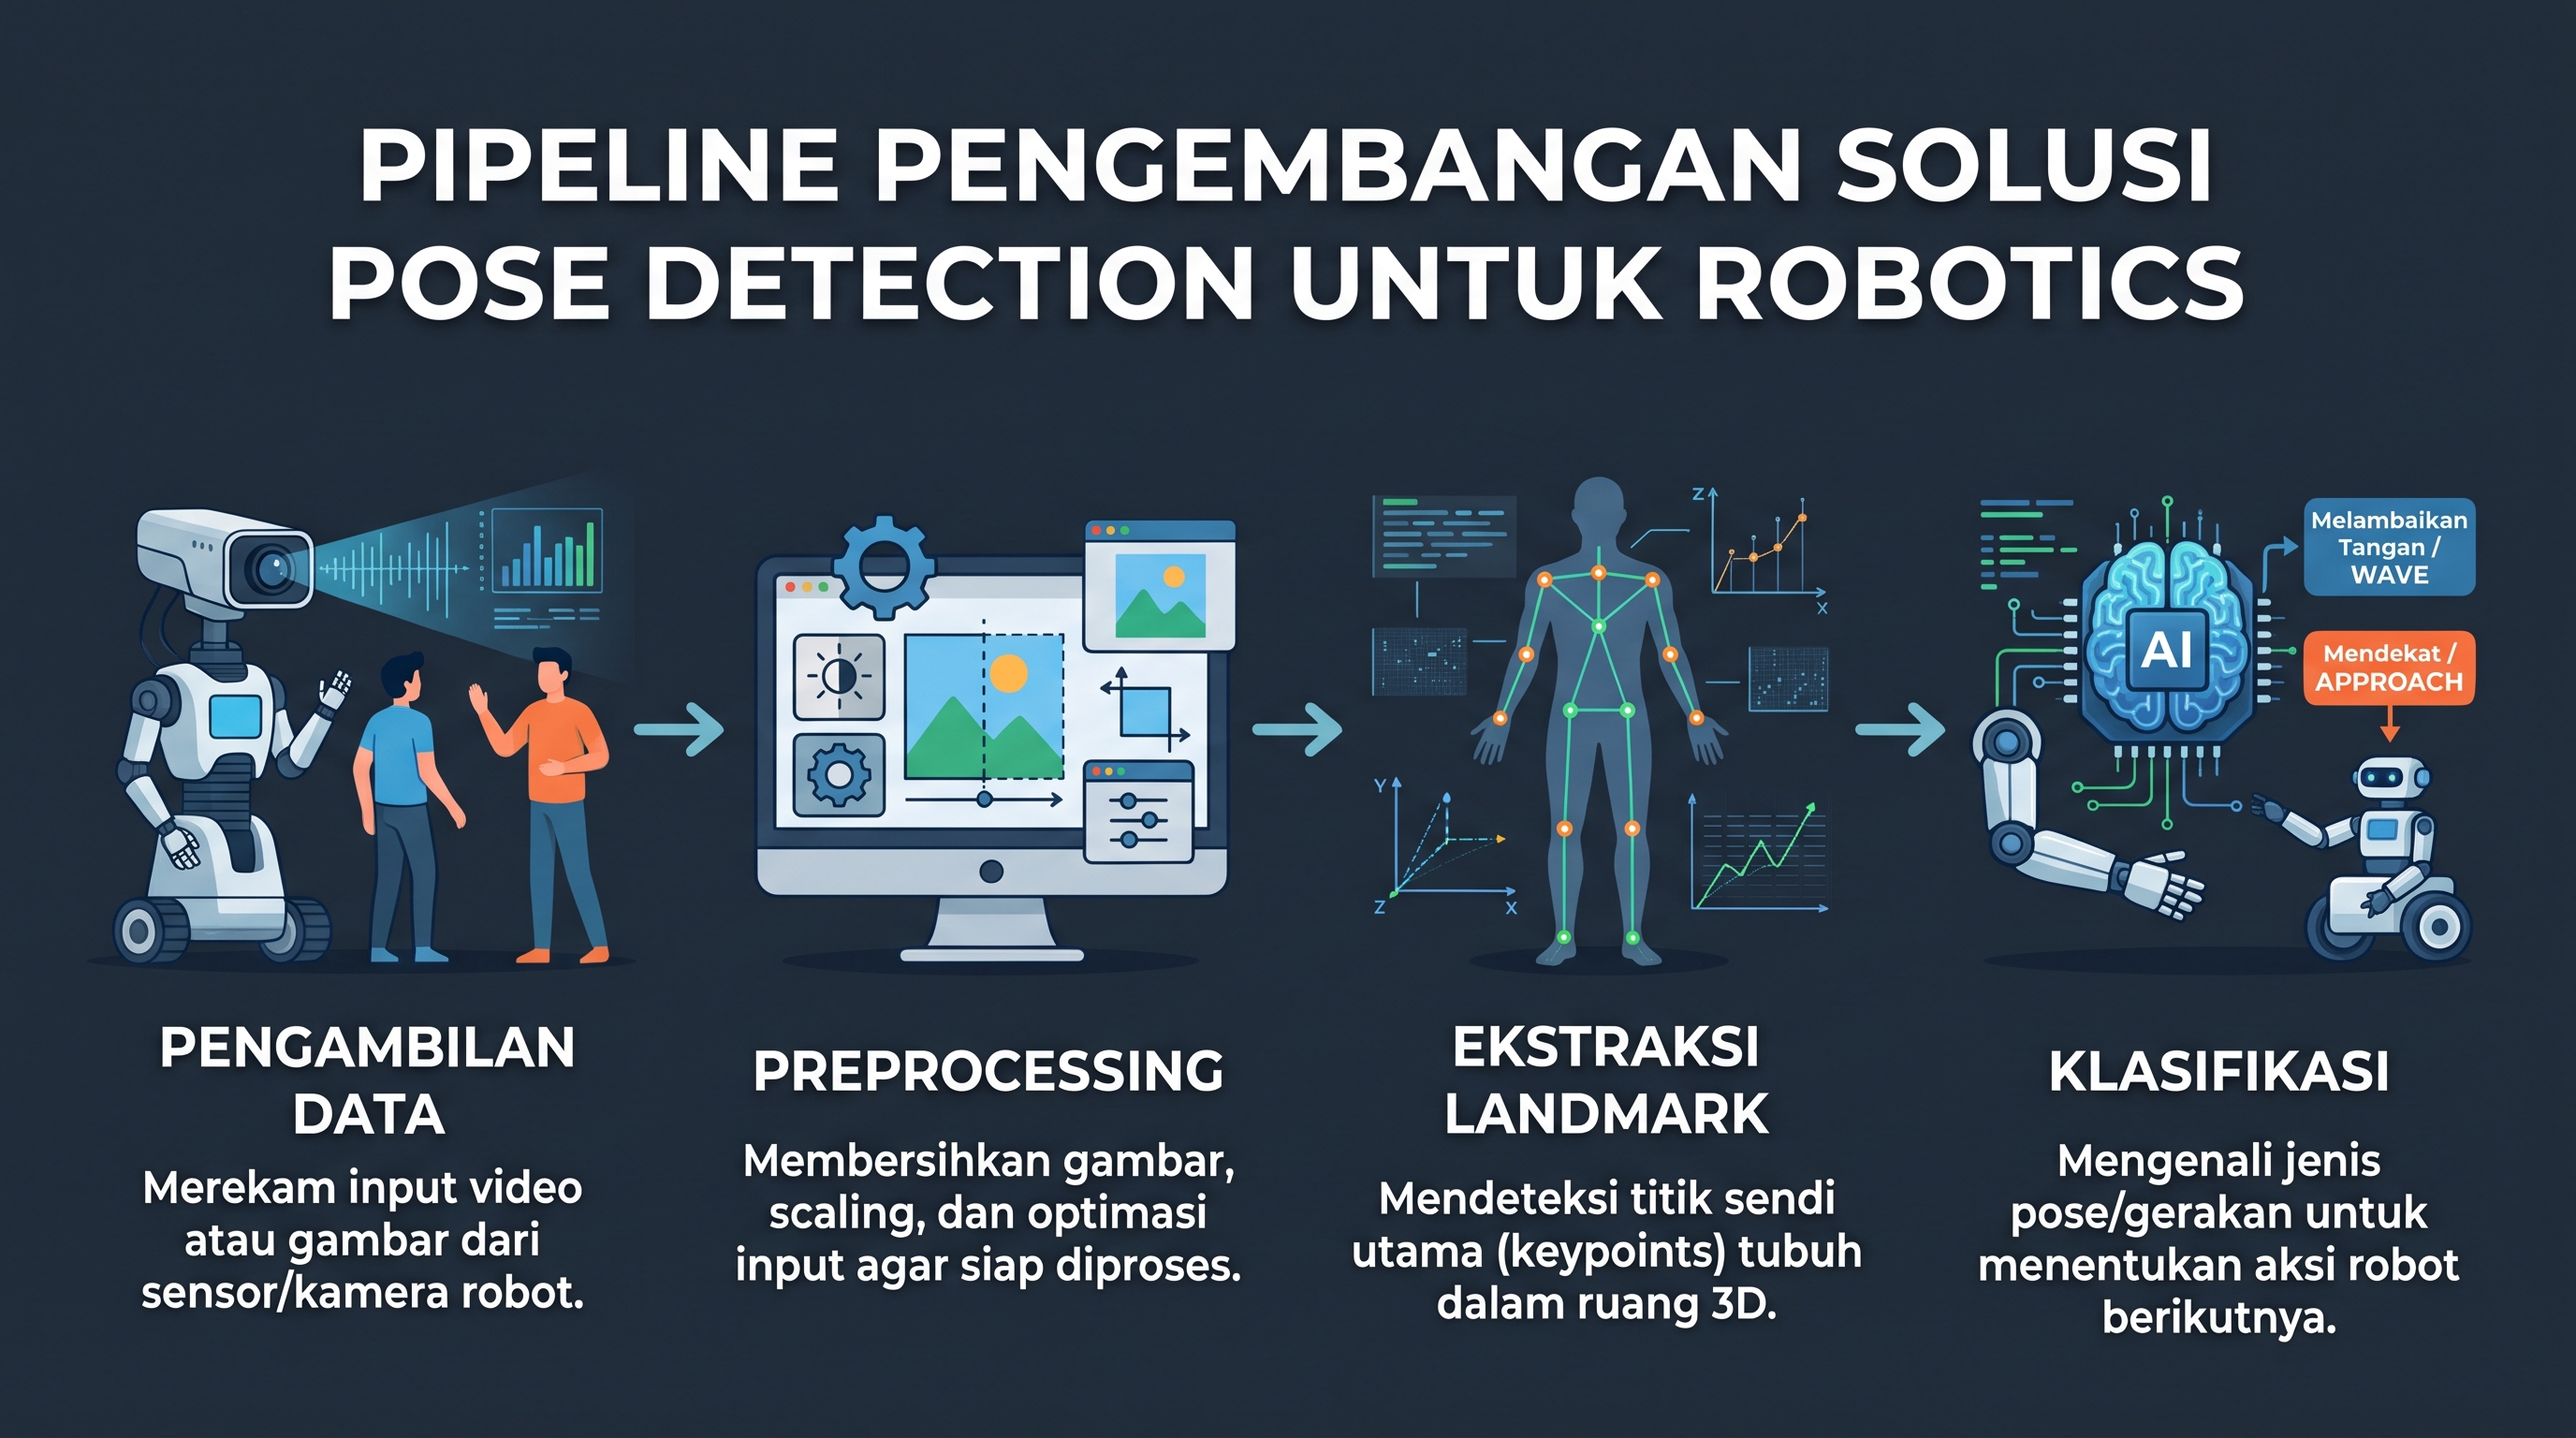 PIPELINE PENGEMBANGAN SOLUSI
POSE DETECTION UNTUK ROBOTICS
Z
X
Y
Z
X
AI
Melambaikan
Tangan /
WAVE
Mendekat /
APPROACH
PENGAMBILAN
DATA
Merekam input video
atau gambar dari
sensor/kamera robot.
PREPROCESSING
Membersihkan gambar,
scaling, dan optimasi
input agar siap diproses.
EKSTRAKSI
LANDMARK
Mendeteksi titik sendi
utama (keypoints) tubuh
dalam ruang 3D.
KLASIFIKASI
Mengenali jenis
pose/gerakan untuk
menentukan aksi robot
berikutnya.